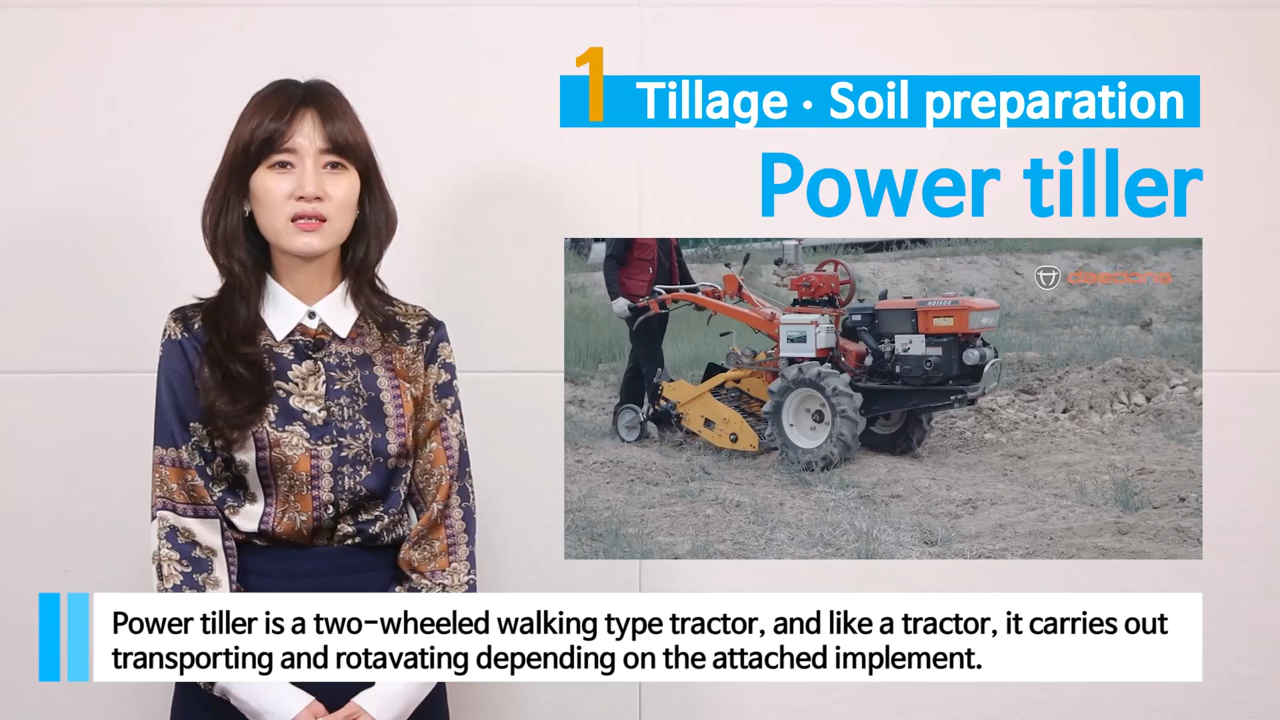 1 Tillage · Soil preparation
Power tiller
daedong
Power tiller is a two-wheeled walking type tractor, and like a tractor, it carries out
transporting and rotavating depending on the attached implement.